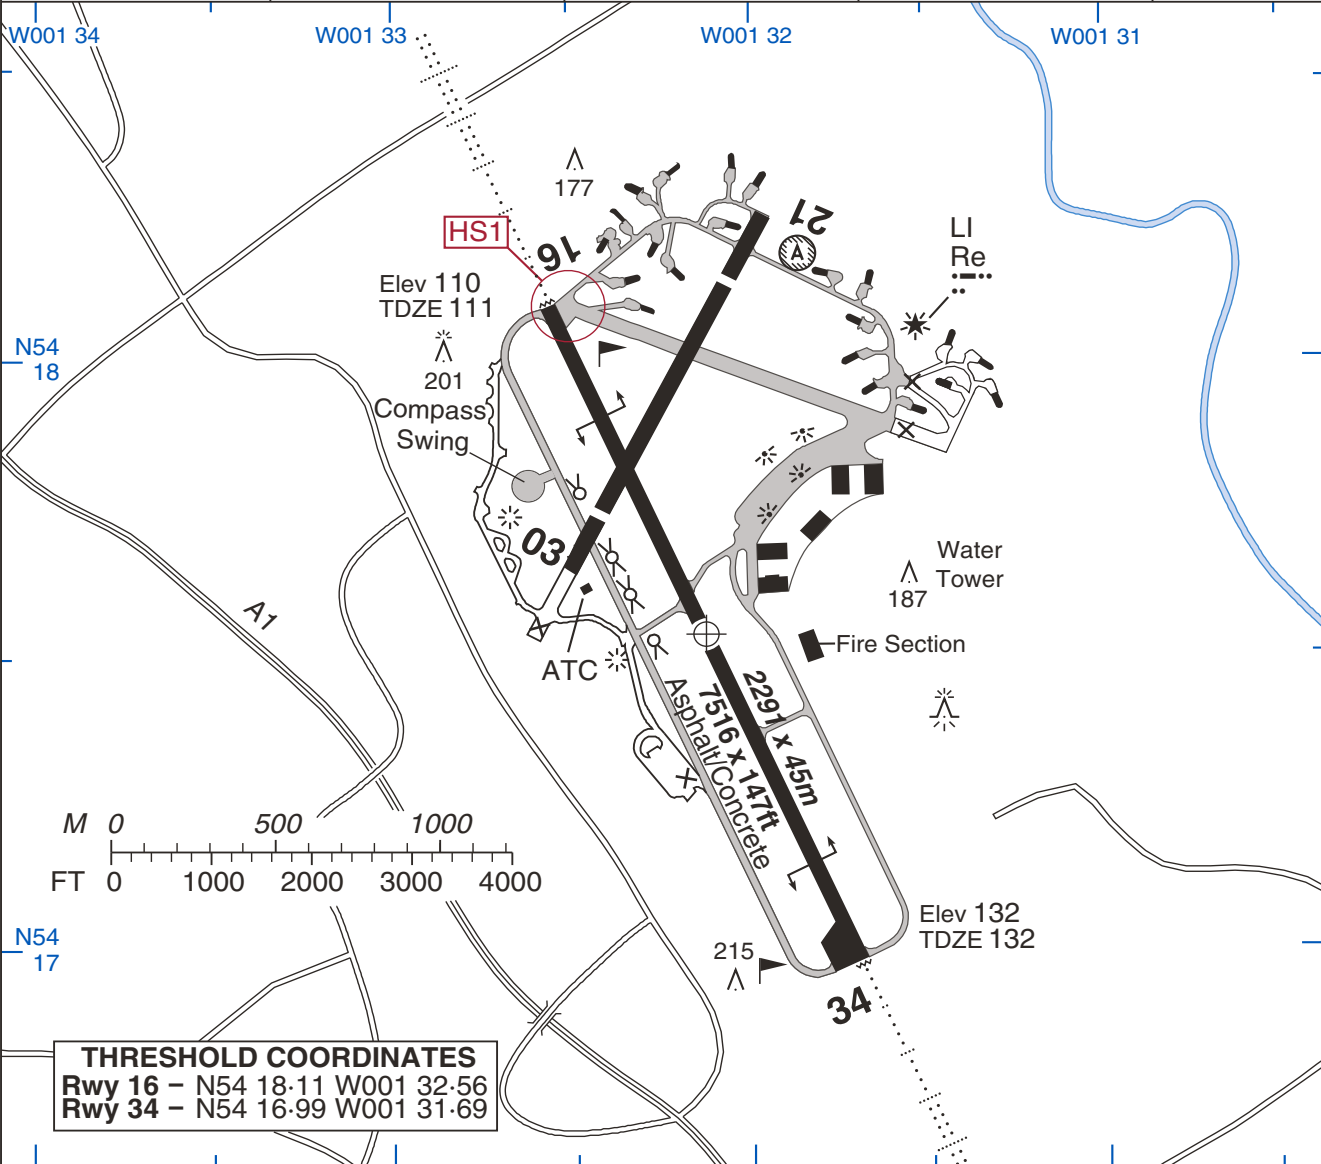 W001 34
W001 33
W001 32
W001 31
177
HS1
16
21
A
LI
Re
Elev 110
TDZE 111
N54
18
201
Compass
Swing
03
Water
Tower
187
A1
ATC
Fire Section
2291 x 45m
7516 x 147ft
Asphalt/Concrete
M 0 500 1000
FT 0 1000 2000 3000 4000
Elev 132
TDZE 132
N54
17
215
34
THRESHOLD COORDINATES
Rwy 16 – N54 18·11 W001 32·56
Rwy 34 – N54 16·99 W001 31·69